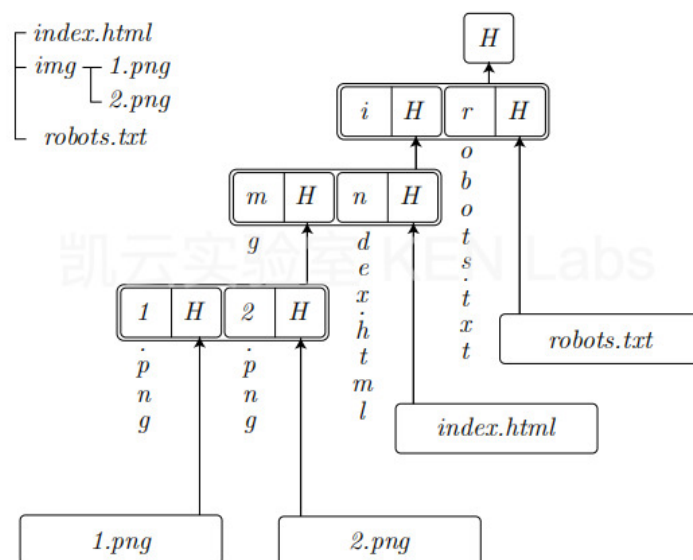 index.html
img
1.png
2.png
robots.txt
H
i H r H
obots.txt
m H n H
g
dex.html
凯云实验室 KEN Labs
1 H 2 H
.png
.png
robots.txt
index.html
1.png
2.png